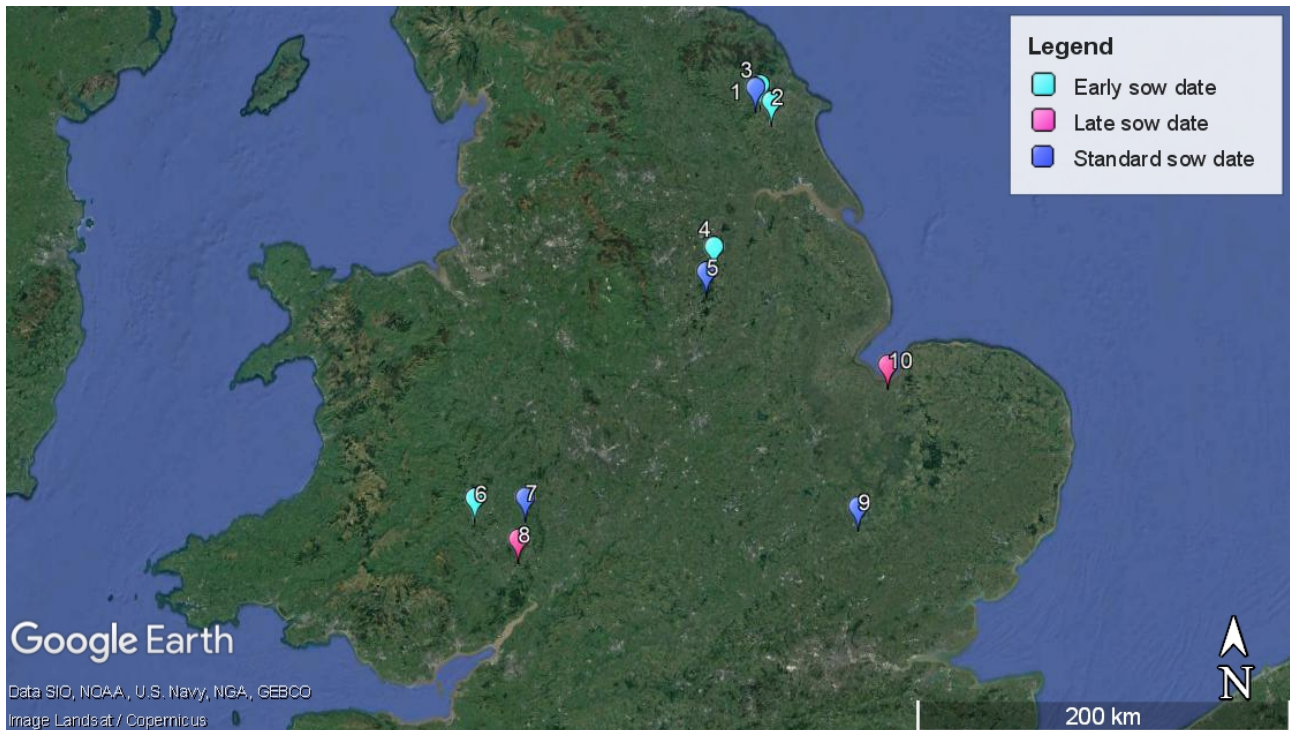 Legend
Early sow date
Late sow date
Standard sow date
3
1
2
4
5
10
6
7
8
9
Google Earth
Data SIO, NOAA, U.S. Navy, NGA, GEBCO
Image Landsat / Copernicus
N
200 km